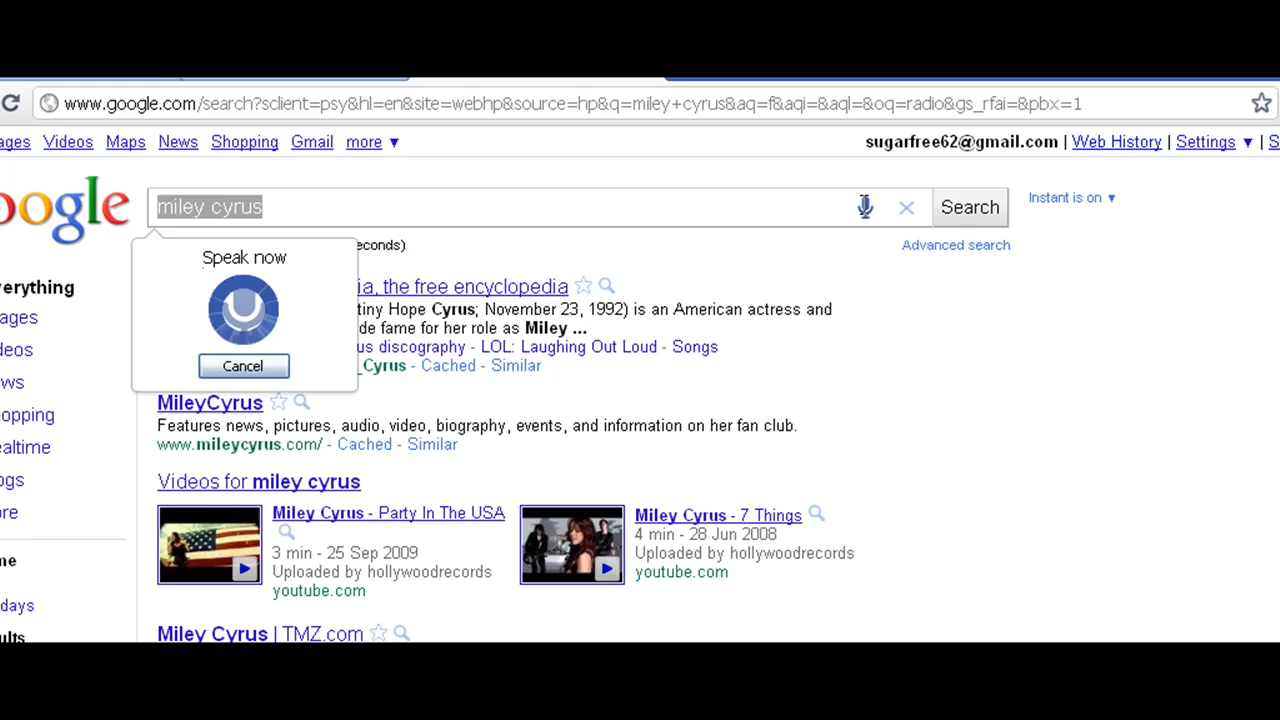 www.google.com/search?sclient=psy&hl=en&site=webhp&source=hp&q=miley+cyrus&aq=f&aqi=&aql=&oq=radio&gs_rfai=&pbx=1
ages Videos Maps News Shopping Gmail more ▼ sugarfree62@gmail.com | Web History | Settings ▼ | S
oogle miley cyrus Search Instant is on ▼
Speak now
Cancel
econds) Advanced search
ia, the free encyclopedia
tiny Hope Cyrus; November 23, 1992) is an American actress and
de fame for her role as Miley ...
us discography - LOL: Laughing Out Loud - Songs
_Cyrus - Cached - Similar
MileyCyrus
Features news, pictures, audio, video, biography, events, and information on her fan club.
www.mileycyrus.com/ - Cached - Similar
Videos for miley cyrus
Miley Cyrus - Party In The USA
3 min - 25 Sep 2009
Uploaded by hollywoodrecords
youtube.com
Miley Cyrus - 7 Things
4 min - 28 Jun 2008
Uploaded by hollywoodrecords
youtube.com
Miley Cyrus | TMZ.com
verything
ages
deos
ws
hopping
ealtime
ogs
ore
me
days
ults